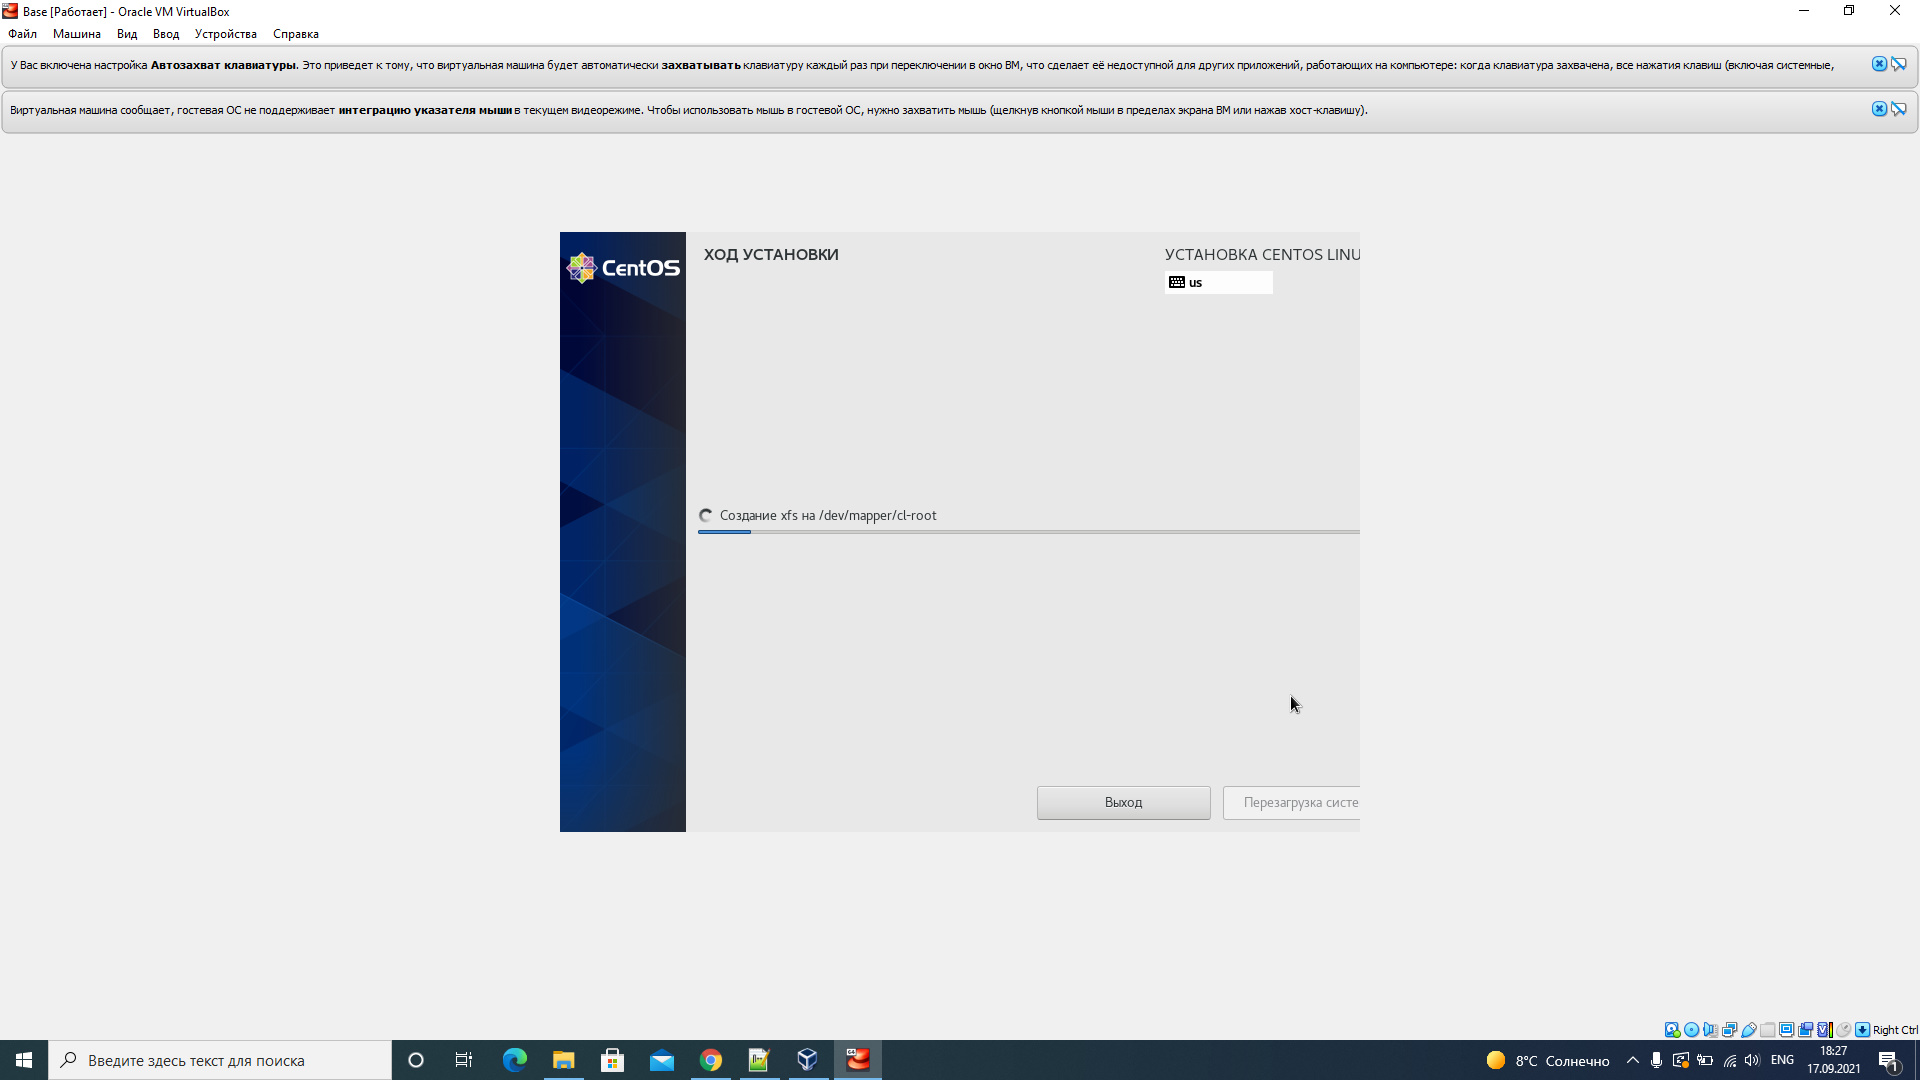 Base [Работает] - Oracle VM VirtualBox
Файл Машина Вид Ввод Устройства Справка
У Вас включена настройка Автозахват клавиатуры. Это приведет к тому, что виртуальная машина будет автоматически захватывать клавиатуру каждый раз при переключении в окно ВМ, что сделает её недоступной для других приложений, работающих на компьютере: когда клавиатура захвачена, все нажатия клавиш (включая системные,
Виртуальная машина сообщает, гостевая ОС не поддерживает интеграцию указателя мыши в текущем видеорежиме. Чтобы использовать мышь в гостевой ОС, нужно захватить мышь (щелкнув кнопкой мыши в пределах экрана ВМ или нажав хост-клавишу).
CentOS
ХОД УСТАНОВКИ
УСТАНОВКА CENTOS LINU
us
Создание xfs на /dev/mapper/cl-root
Выход
Перезагрузка систе
Right Ctrl
Введите здесь текст для поиска
8°C Солнечно
ENG
18:27
17.09.2021
1